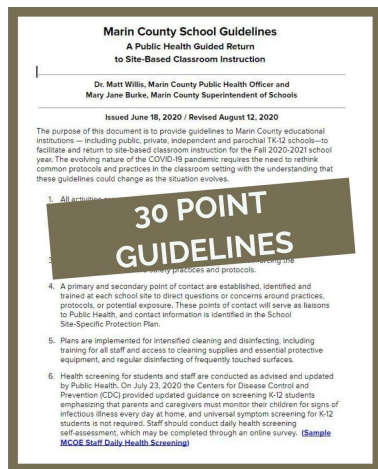 Marin County School Guidelines
A Public Health Guided Return
to Site-Based Classroom Instruction
Dr. Matt Willis, Marin County Public Health Officer and
Mary Jane Burke, Marin County Superintendent of Schools
Issued June 18, 2020 / Revised August 12, 2020
The purpose of this document is to provide guidelines to Marin County educational
institutions — including public, private, independent and parochial TK-12 schools—to
facilitate and return to site-based classroom instruction for the Fall 2020-2021 school
year. The evolving nature of the COVID-19 pandemic requires the need to rethink
common protocols and practices in the classroom setting with the understanding that
these guidelines could change as the situation evolves.
1. All activities
30 POINT
GUIDELINES
3.
the
safety practices and protocols.
4. A primary and secondary point of contact are established, identified and
trained at each school site to direct questions or concerns around practices,
protocols, or potential exposure. These points of contact will serve as liaisons
to Public Health, and contact information is identified in the School
Site-Specific Protection Plan.
5. Plans are implemented for intensified cleaning and disinfecting, including
training for all staff and access to cleaning supplies and essential protective
equipment, and regular disinfecting of frequently touched surfaces.
6. Health screening for students and staff are conducted as advised and updated
by Public Health. On July 23, 2020 the Centers for Disease Control and
Prevention (CDC) provided updated guidance on screening K-12 students
emphasizing that parents and caregivers must monitor their children for signs of
infectious illness every day at home, and universal symptom screening for K-12
students is not required. Staff should conduct daily health screening
self-assessment, which may be completed through an online survey. (Sample
MCOE Staff Daily Health Screening)